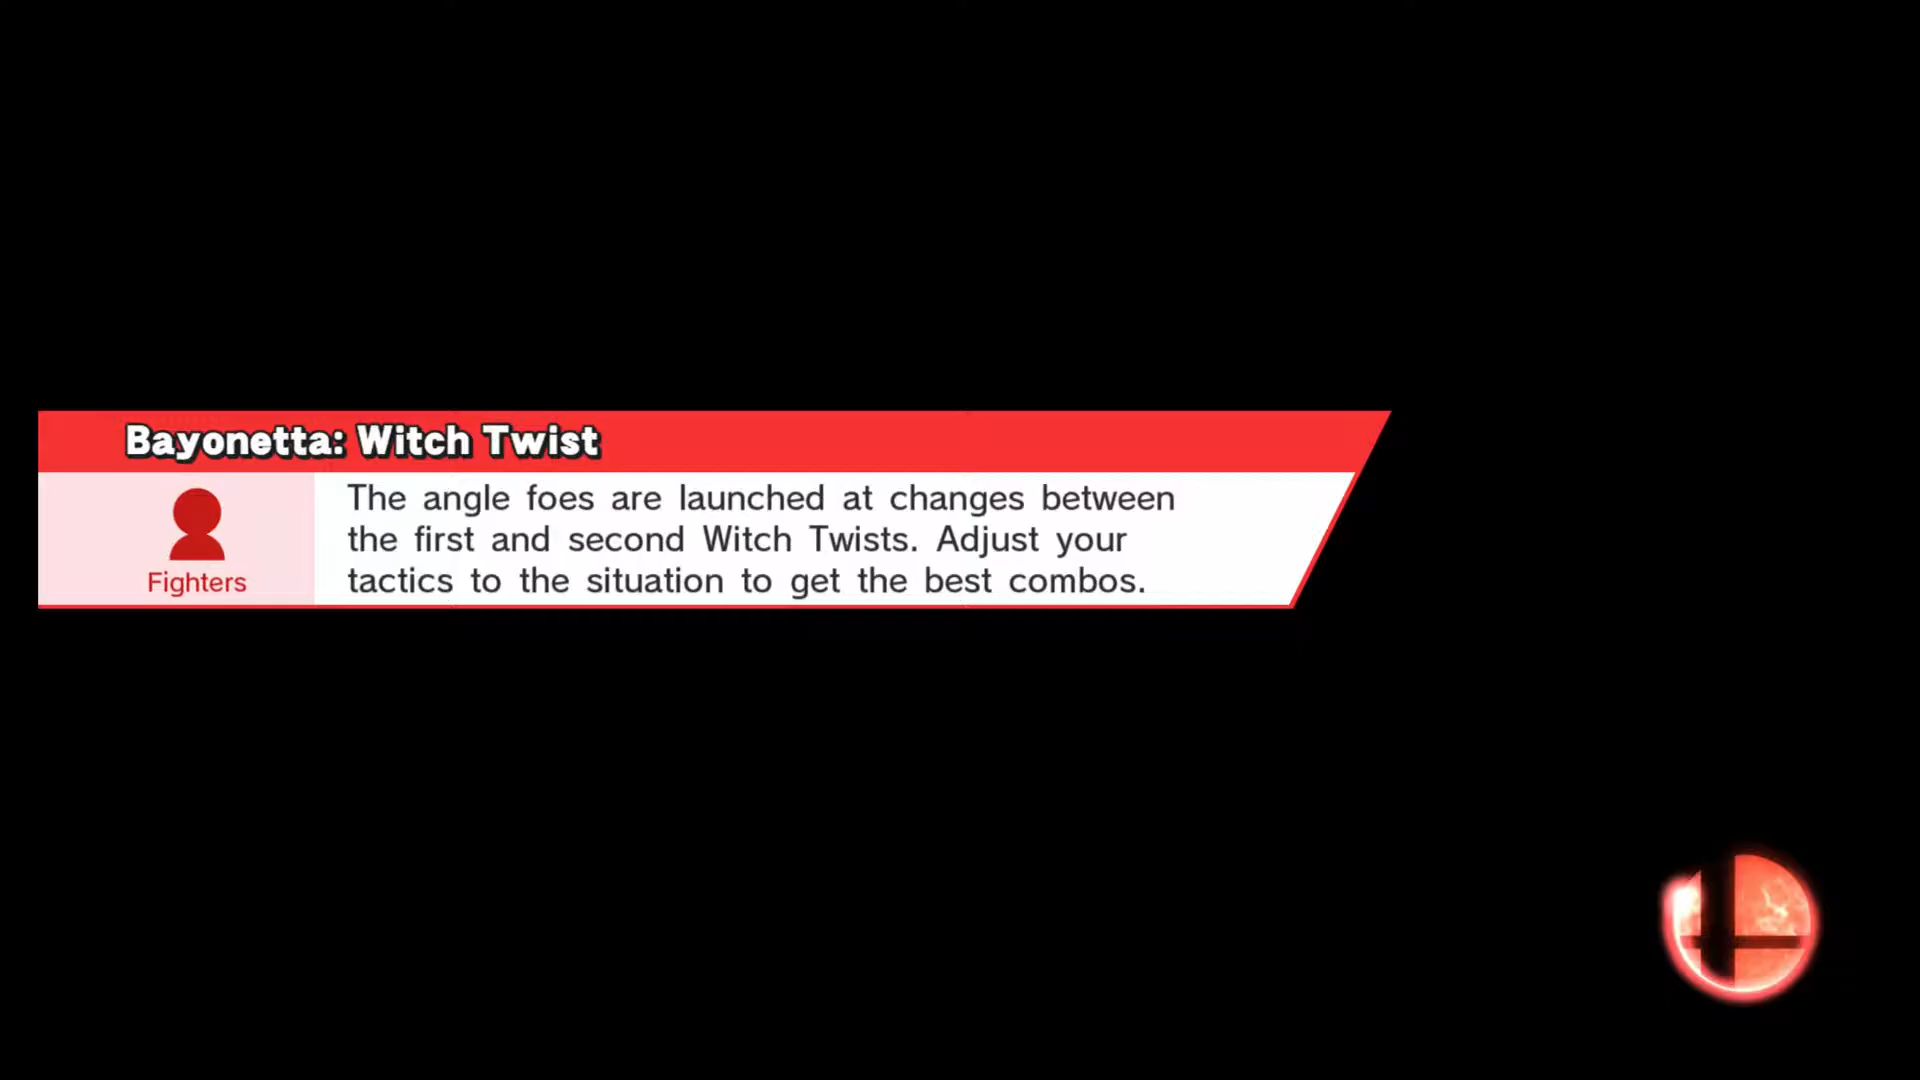 Bayonetta: Witch Twist
The angle foes are launched at changes between
the first and second Witch Twists. Adjust your
tactics to the situation to get the best combos.
Fighters